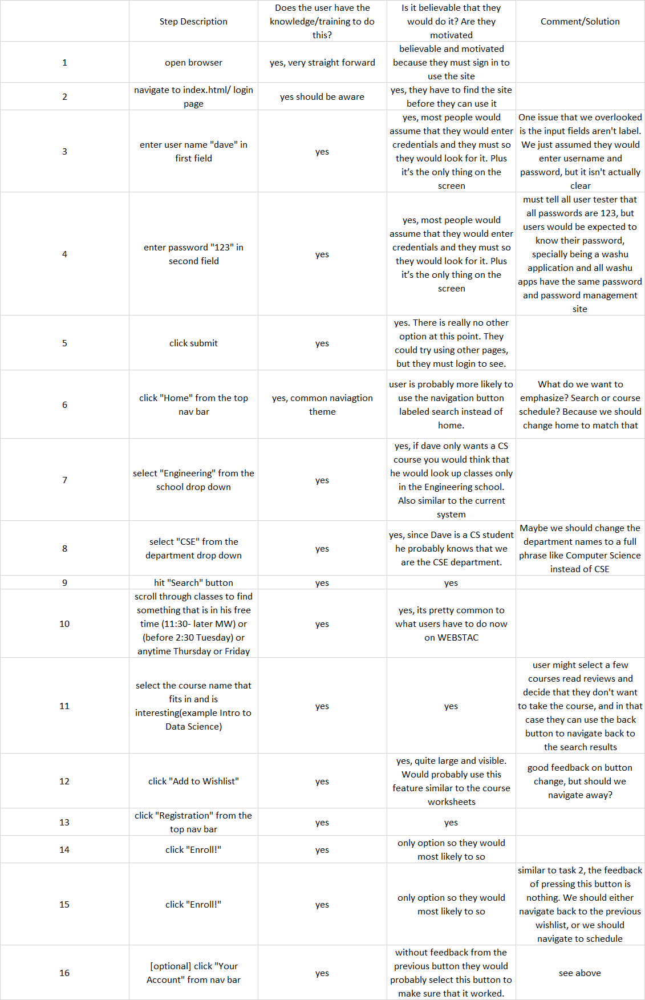 Step Description
Does the user have the
knowledge/training to do
this?
Is it believable that they
would do it? Are they
motivated
Comment/Solution
1
open browser
yes, very straight forward
believable and motivated
because they must sign in to
use the site
2
navigate to index.html/ login
page
yes should be aware
yes, they have to find the site
before they can use it
3
enter user name "dave" in
first field
yes
yes, most people would
assume that they would enter
credentials and they must so
they would look for it. Plus
it’s the only thing on the
screen
One issue that we overlooked
is the input fields aren't label.
We just assumed they would
enter username and
password, but it isn't actually
clear
4
enter password "123" in
second field
yes
yes, most people would
assume that they would enter
credentials and they must so
they would look for it. Plus
it’s the only thing on the
screen
must tell all user tester that
all passwords are 123, but
users would be expected to
know their password,
specially being a washu
application and all washu
apps have the same password
and password management
site
5
click submit
yes
yes. There is really no other
option at this point. They
could try using other pages,
but they must login to see.
6
click "Home" from the top
nav bar
yes, common naviagtion
theme
user is probably more likely to
use the navigation button
labeled search instead of
home.
What do we want to
emphasize? Search or course
schedule? Because we should
change home to match that
7
select "Engineering" from the
school drop down
yes
yes, if dave only wants a CS
course you would think that
he would look up classes only
in the Engineering school.
Also similar to the current
system
8
select "CSE" from the
department drop down
yes
yes, since Dave is a CS student
he probably knows that we
are the CSE department.
Maybe we should change the
department names to a full
phrase like Computer Science
instead of CSE
9
hit "Search" button
yes
yes
10
scroll through classes to find
something that is in his free
time (11:30- later MW) or
(before 2:30 Tuesday) or
anytime Thursday or Friday
yes
yes, its pretty common to
what users have to do now
on WEBSTAC
11
select the course name that
fits in and is
interesting(example Intro to
Data Science)
yes
yes
user might select a few
courses read reviews and
decide that they don't want
to take the course, and in that
case they can use the back
button to navigate back to
the search results
12
click "Add to Wishlist"
yes
yes, quite large and visible.
Would probably use this
feature similar to the course
worksheets
good feedback on button
change, but should we
navigate away?
13
click "Registration" from the
top nav bar
yes
yes
14
click "Enroll!"
yes
only option so they would
most likely to so
15
click "Enroll!"
yes
only option so they would
most likely to so
similar to task 2, the feedback
of pressing this button is
nothing. We should either
navigate back to the previous
wishlist, or we should
navigate to schedule
16
[optional] click "Your
Account" from nav bar
yes
without feedback from the
previous button they would
probably select this button to
make sure that it worked.
see above